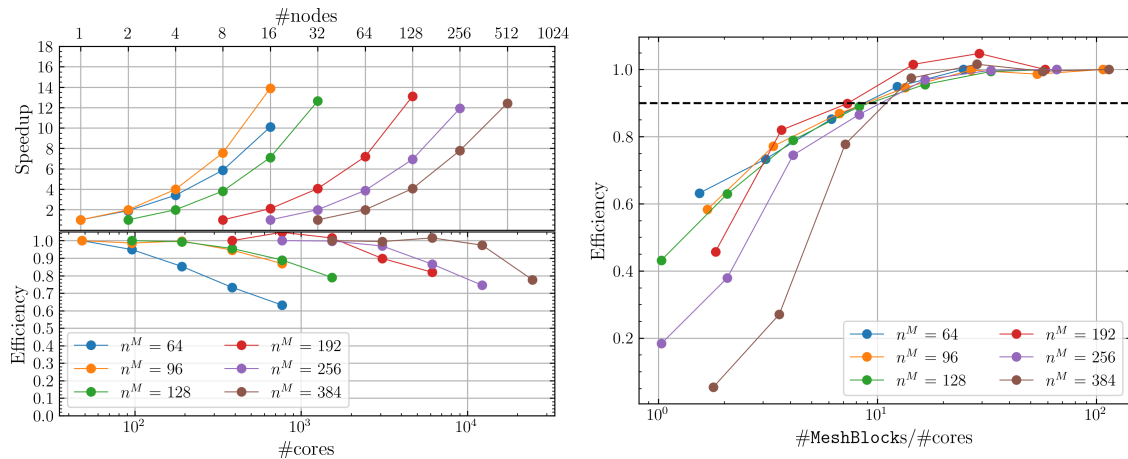 #nodes
1 2 4 8 16 32 64 128 256 512 1024
Speedup
18
16
14
12
10
8
6
4
2
Efficiency
1.0
0.9
0.8
0.7
0.6
0.5
0.4
0.3
0.2
0.1
0.0
n^M = 64 n^M = 192
n^M = 96 n^M = 256
n^M = 128 n^M = 384
10^2 10^3 10^4
#cores
Efficiency
1.0
0.8
0.6
0.4
0.2
n^M = 64 n^M = 192
n^M = 96 n^M = 256
n^M = 128 n^M = 384
10^0 10^1 10^2
#MeshBlocks/#cores